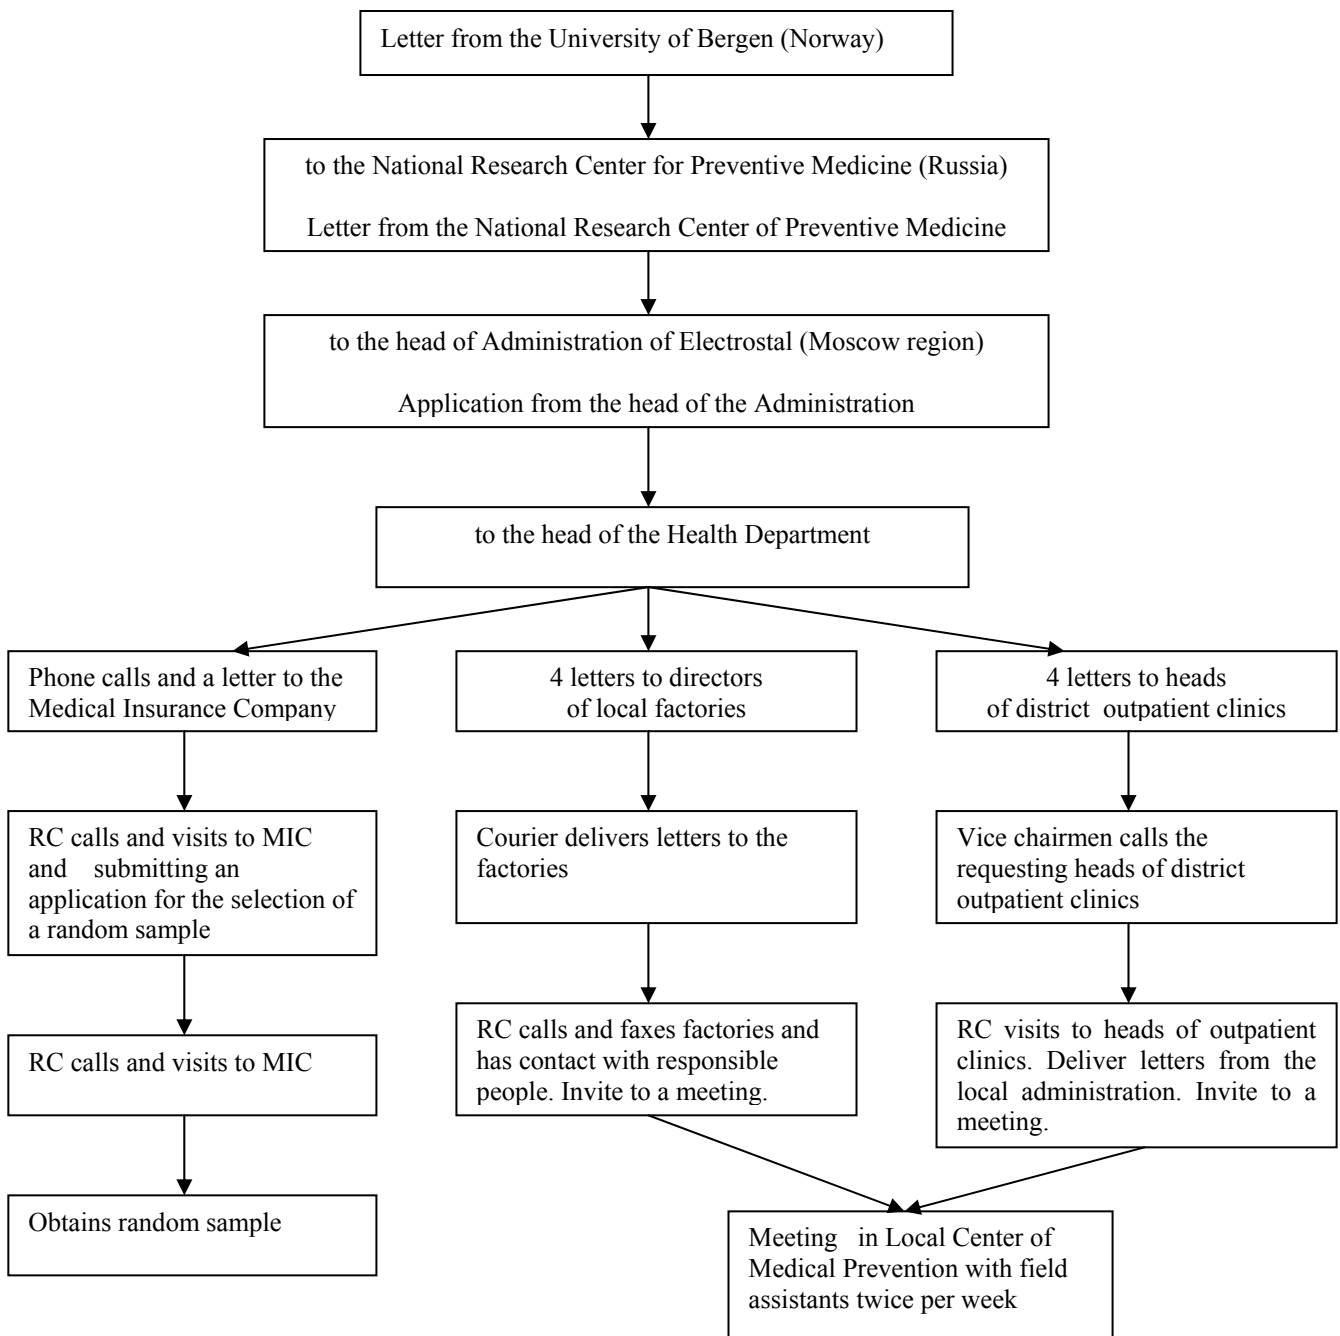 Letter from the University of Bergen (Norway)
to the National Research Center for Preventive Medicine (Russia)
Letter from the National Research Center of Preventive Medicine
to the head of Administration of Electrostal (Moscow region)
Application from the head of the Administration
to the head of the Health Department
Phone calls and a letter to the
Medical Insurance Company
4 letters to directors
of local factories
4 letters to heads
of district outpatient clinics
RC calls and visits to MIC
and submitting an
application for the selection of
a random sample
Courier delivers letters to the
factories
Vice chairmen calls the
requesting heads of district
outpatient clinics
RC calls and visits to MIC
RC calls and faxes factories and
has contact with responsible
people. Invite to a meeting.
RC visits to heads of outpatient
clinics. Deliver letters from the
local administration. Invite to a
meeting.
Obtains random sample
Meeting in Local Center of
Medical Prevention with field
assistants twice per week